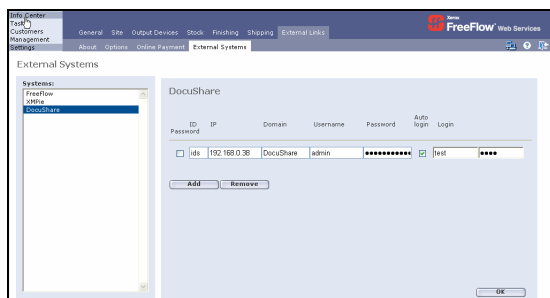 Info Center
Tasks
Customers
Management
Settings
General Site Output Devices Stock Finishing Shipping External Links
About Options Online Payment External Systems
Xerox
FreeFlow® Web Services
External Systems
Systems:
FreeFlow
XMPie
DocuShare
DocuShare
ID IP Domain Username Password Auto login Login Password
ids 192.168.0.38 DocuShare admin ●●●●●●●●●●● test ●●●●
Add Remove
OK